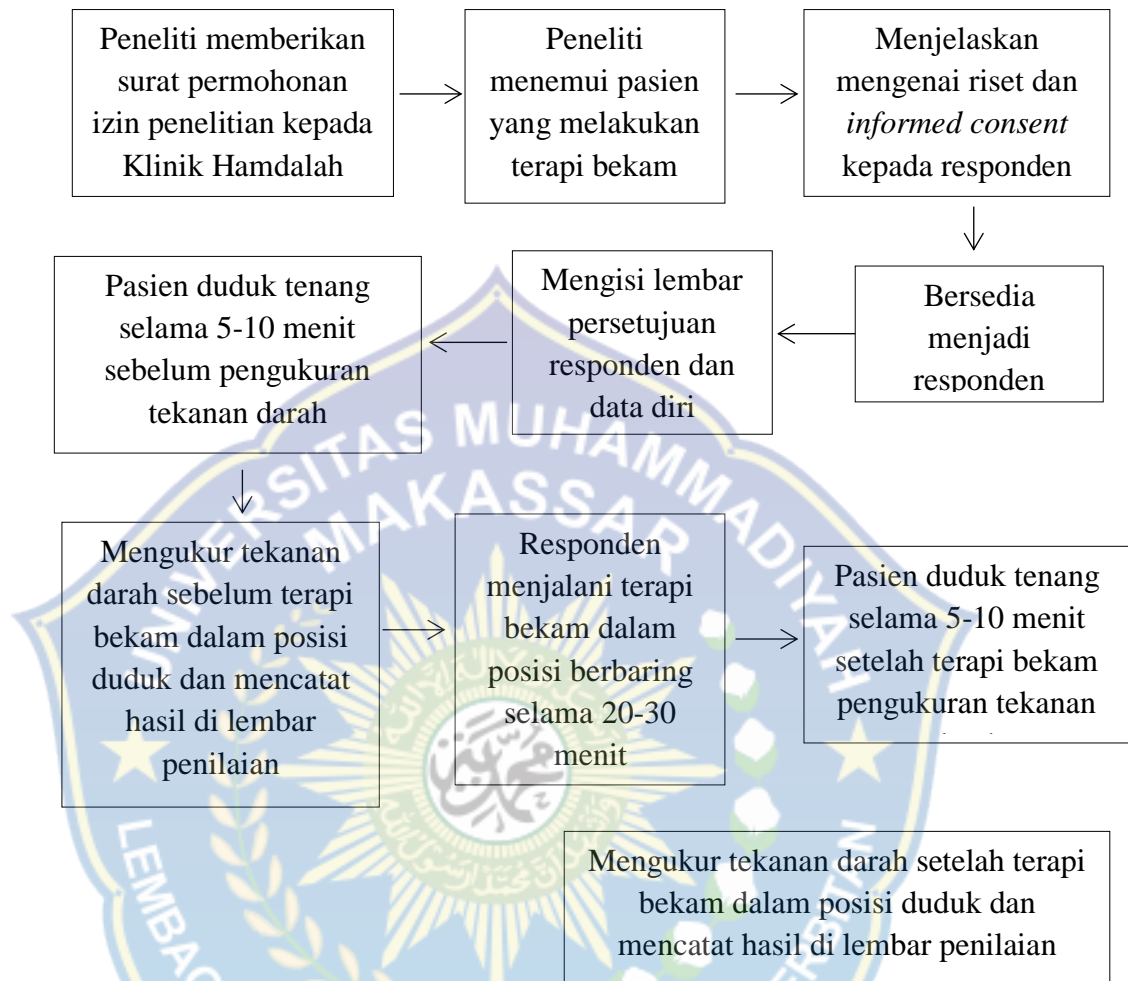 Peneliti memberikan
surat permohonan
izin penelitian kepada
Klinik Hamdalah
Peneliti
menemui pasien
yang melakukan
terapi bekam
Menjelaskan
mengenai riset dan
informed consent
kepada responden
Bersedia
menjadi
responden
Mengisi lembar
persetujuan
responden dan
data diri
Pasien duduk tenang
selama 5-10 menit
sebelum pengukuran
tekanan darah
Mengukur tekanan
darah sebelum terapi
bekam dalam posisi
duduk dan mencatat
hasil di lembar
penilaian
Responden
menjalani terapi
bekam dalam
posisi berbaring
selama 20-30
menit
Pasien duduk tenang
selama 5-10 menit
setelah terapi bekam
pengukuran tekanan
Mengukur tekanan darah setelah terapi
bekam dalam posisi duduk dan
mencatat hasil di lembar penilaian
UNIVERSITAS MUHAMMADIYAH
MAKASSAR